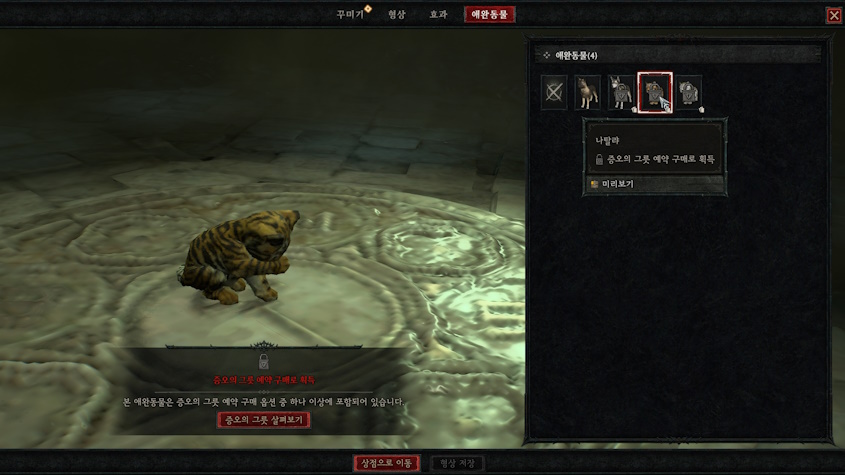 꾸미기 형상 효과 애완동물
애완동물(4)
나탈랴
증오의 그릇 예약 구매로 획득
미리보기
증오의 그릇 예약 구매로 획득
본 애완동물은 증오의 그릇 예약 구매 옵션 중 하나 이상에 포함되어 있습니다.
증오의 그릇 살펴보기
상점으로 이동 형상 저장